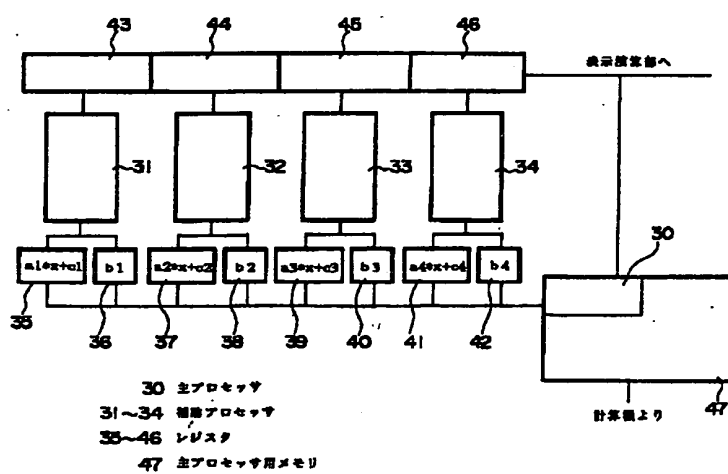 43 44 45 46
表示演算部へ
31 32 33 34
30
a1*x+c1 b1 a2*x+c2 b2 a3*x+c3 b3 a4*x+c4 b4
35 36 37 38 39 40 41 42
47
計算機より
30 主プロセッサ
31~34 補助プロセッサ
35~46 レジスタ
47 主プロセッサ用メモリ